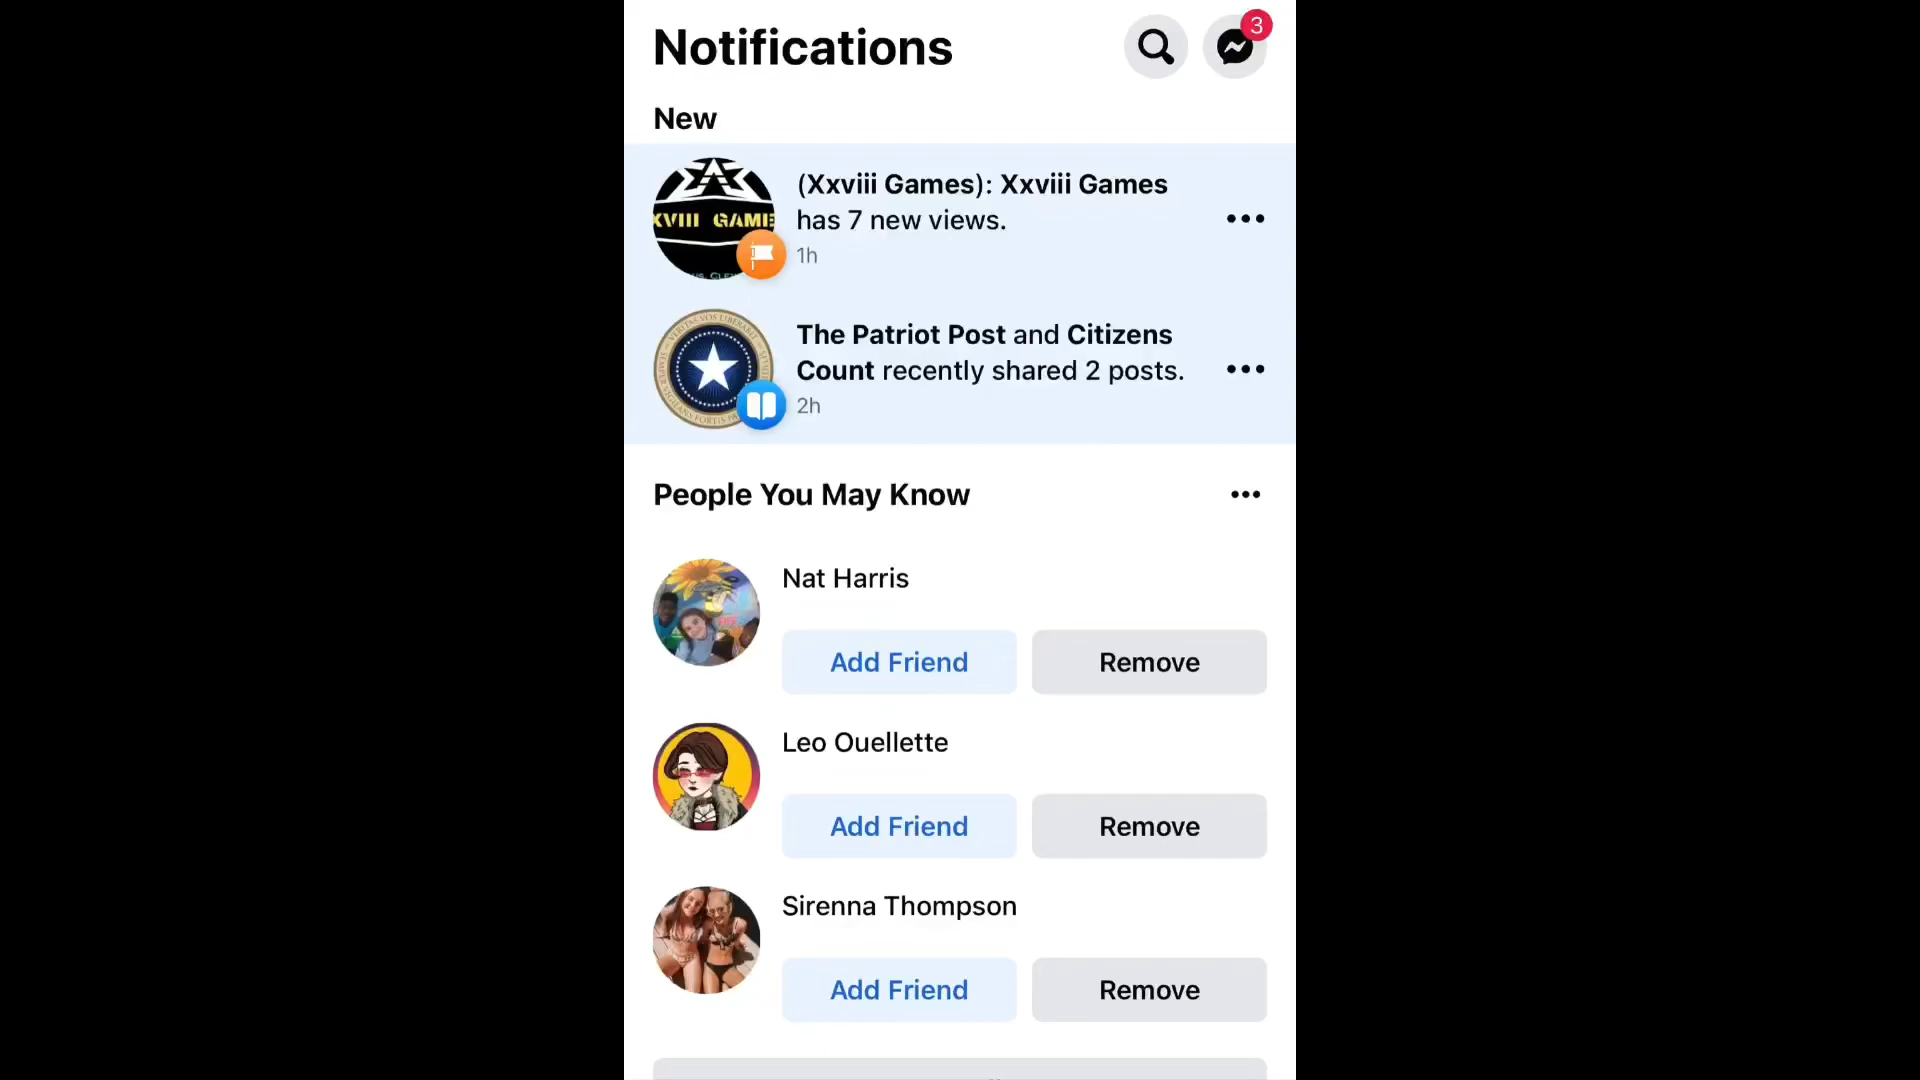 Notifications
3
New
(Xxviii Games): Xxviii Games
has 7 new views.
1h
XVIII GAME
The Patriot Post and Citizens
Count recently shared 2 posts.
2h
People You May Know
Nat Harris
Add Friend
Remove
Leo Ouellette
Add Friend
Remove
Sirenna Thompson
Add Friend
Remove